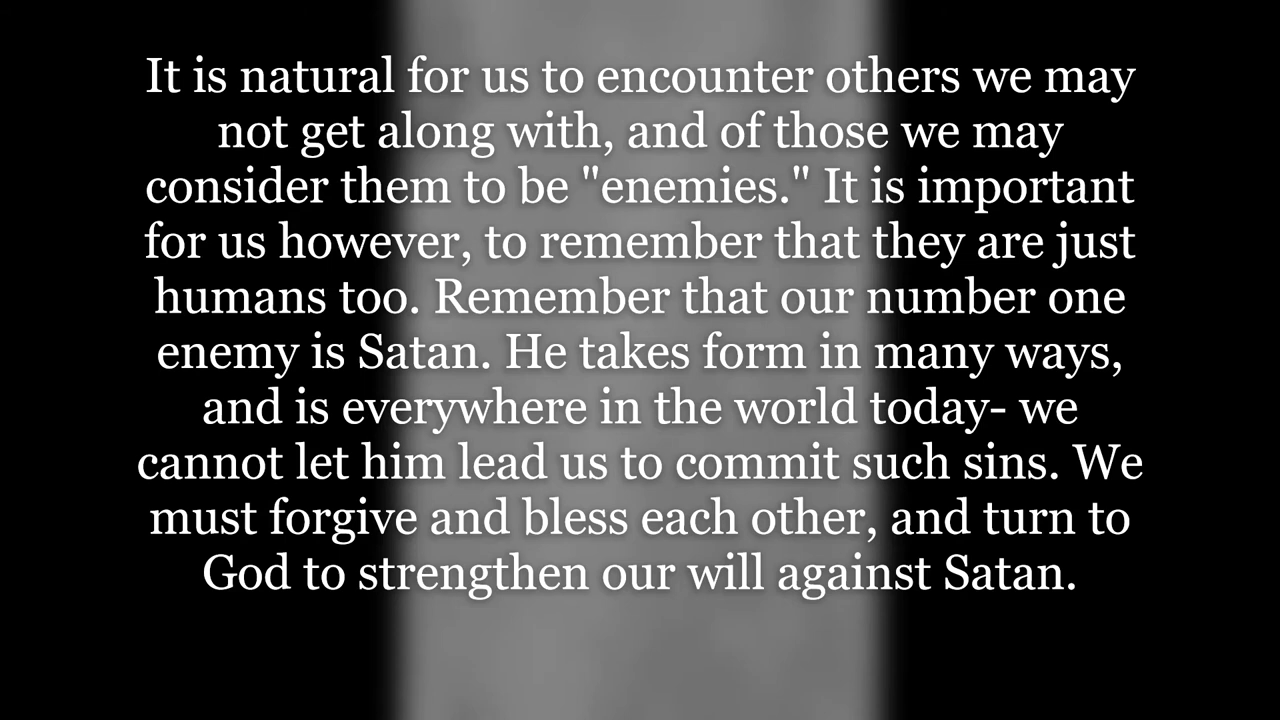 It is natural for us to encounter others we may
not get along with, and of those we may
consider them to be "enemies." It is important
for us however, to remember that they are just
humans too. Remember that our number one
enemy is Satan. He takes form in many ways,
and is everywhere in the world today- we
cannot let him lead us to commit such sins. We
must forgive and bless each other, and turn to
God to strengthen our will against Satan.